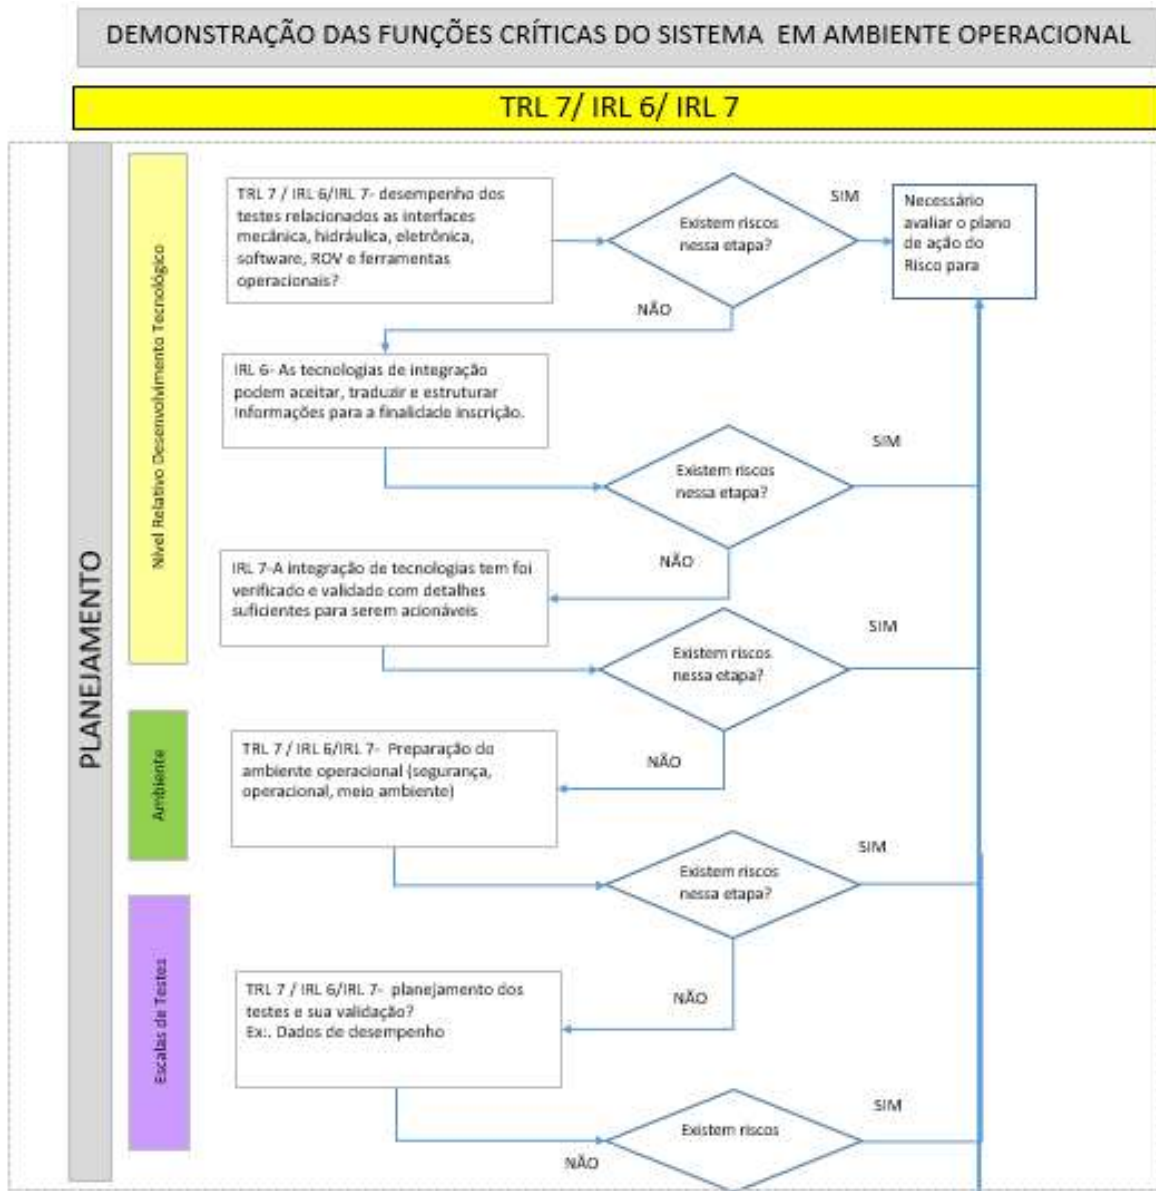 DEMONSTRAÇÃO DAS FUNÇÕES CRÍTICAS DO SISTEMA EM AMBIENTE OPERACIONAL
TRL 7/ IRL 6/ IRL 7
PLANEJAMENTO
Nível Relativo Desenvolvimento Tecnológico
TRL 7 / IRL 6/IRL 7- desempenho dos
testes relacionados as interfaces
mecânica, hidráulica, eletrônica,
software, ROV e ferramentas
operacionais?
Existem riscos
nessa etapa?
SIM
Necessário
avaliar o plano
de ação do
Risco para
NÃO
IRL 6- As tecnologias de integração
podem aceitar, traduzir e estruturar
Informações para a finalidade inscrição.
Existem riscos
nessa etapa?
SIM
NÃO
IRL 7-A integração de tecnologias tem foi
verificado e validado com detalhes
suficientes para serem acionáveis
Existem riscos
nessa etapa?
SIM
NÃO
Ambiente
TRL 7 / IRL 6/IRL 7- Preparação do
ambiente operacional (segurança,
operacional, meio ambiente)
Existem riscos
nessa etapa?
SIM
NÃO
Escalas de Testes
TRL 7 / IRL 6/IRL 7- planejamento dos
testes e sua validação?
Ex:. Dados de desempenho
Existem riscos
SIM
NÃO